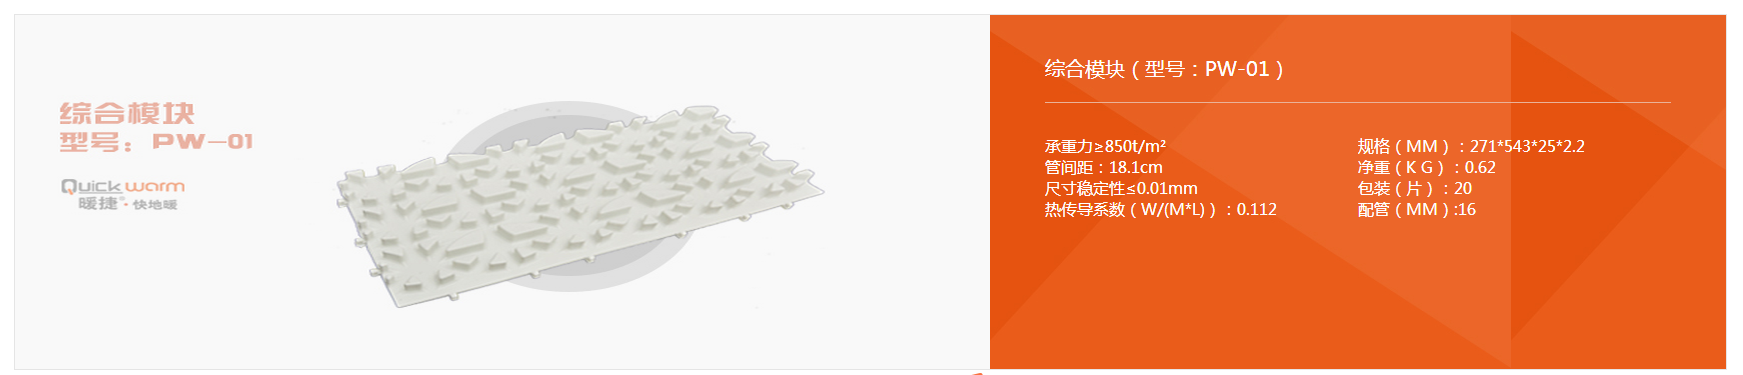 综合模块
型号：PW-01
Quick warm
暖捷®·快地暖
综合模块（型号：PW-01）
承重力≥850t/m²
管间距：18.1cm
尺寸稳定性≤0.01mm
热传导系数（W/(M*L)）：0.112
规格（MM）：271*543*25*2.2
净重（K G）：0.62
包装（片）：20
配管（MM）:16